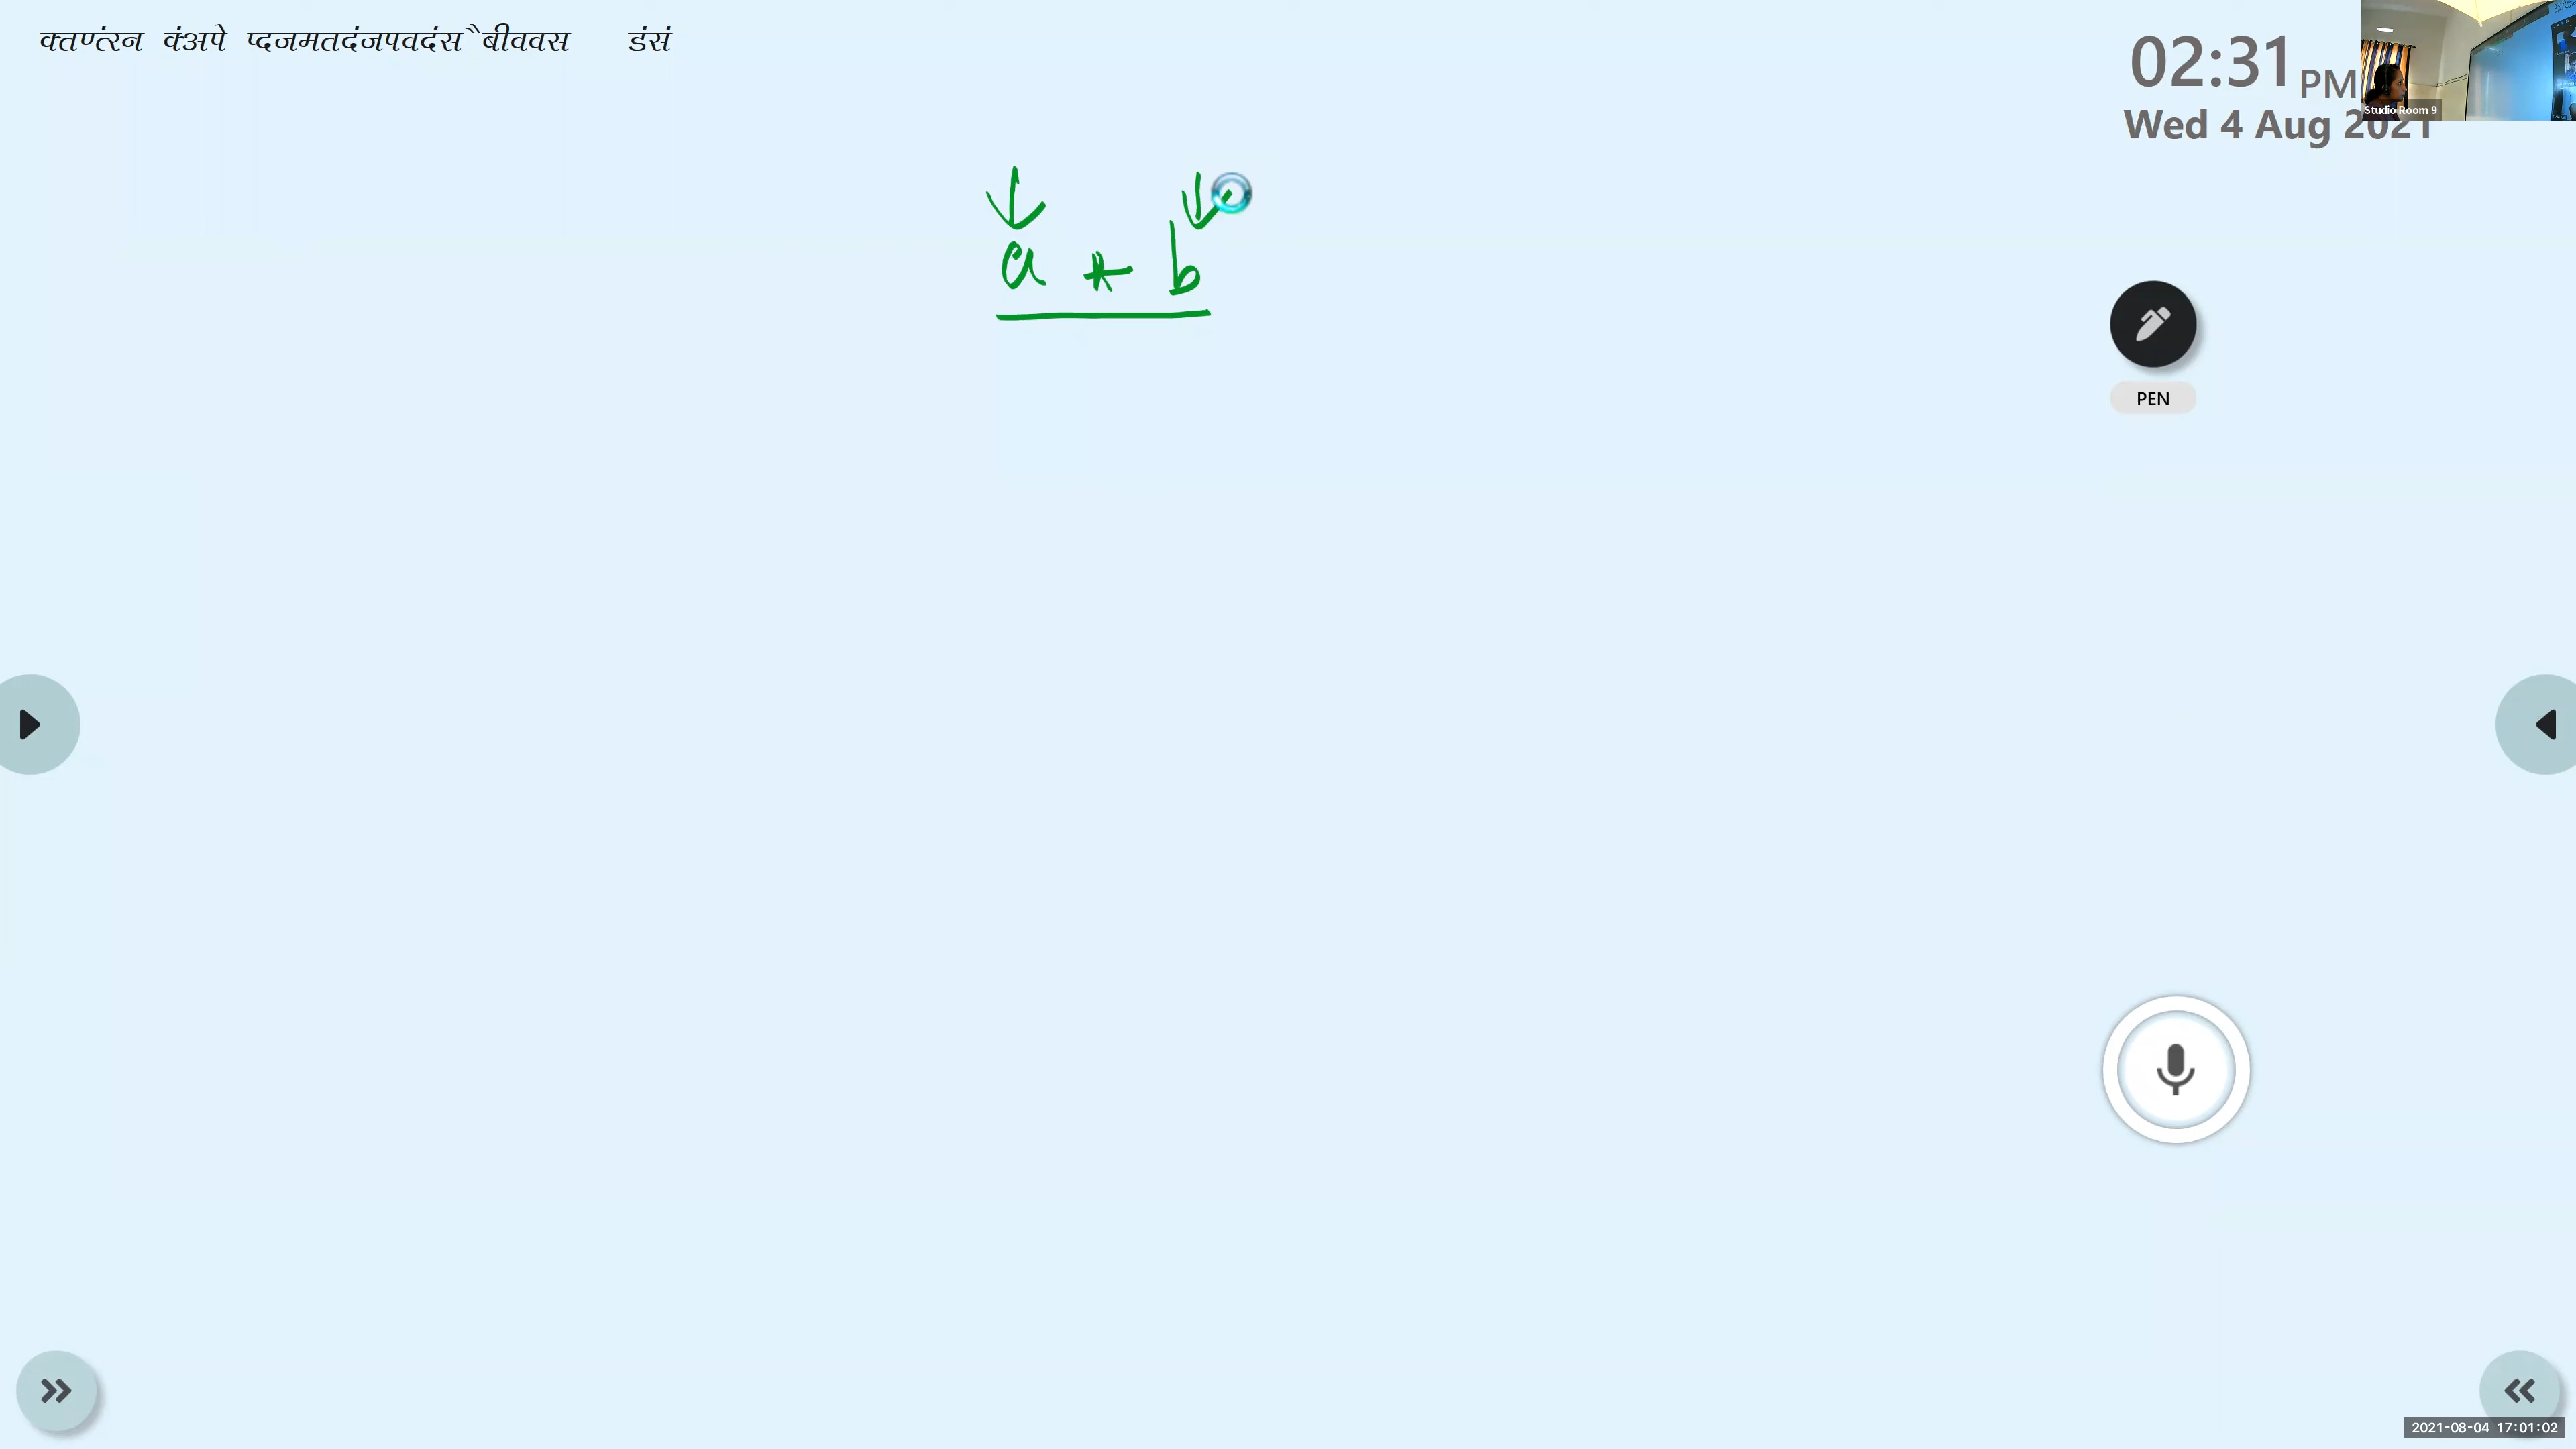 क्तण्तंरन क्ंअपे प्दजमतदंजपवदंस ैबीववस डंसं
02:31 PM
Studio Room 9
Wed 4 Aug 2021
a * b
PEN
2021-08-04 17:01:02